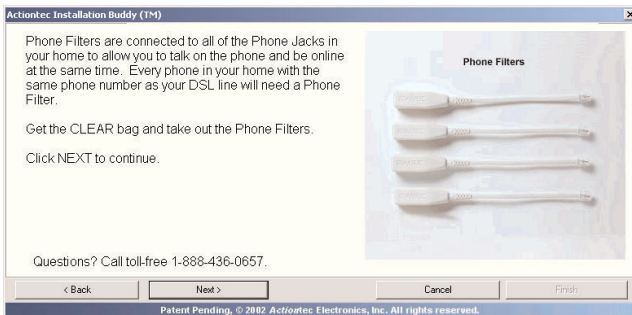 Actiontec Installation Buddy (TM)
Phone Filters are connected to all of the Phone Jacks in
your home to allow you to talk on the phone and be online
at the same time. Every phone in your home with the
same phone number as your DSL line will need a Phone
Filter.
Get the CLEAR bag and take out the Phone Filters.
Click NEXT to continue.
Phone Filters
Questions? Call toll-free 1-888-436-0657.
< Back
Next >
Cancel
Finish
Patent Pending, © 2002 Actiontec Electronics, Inc. All rights reserved.